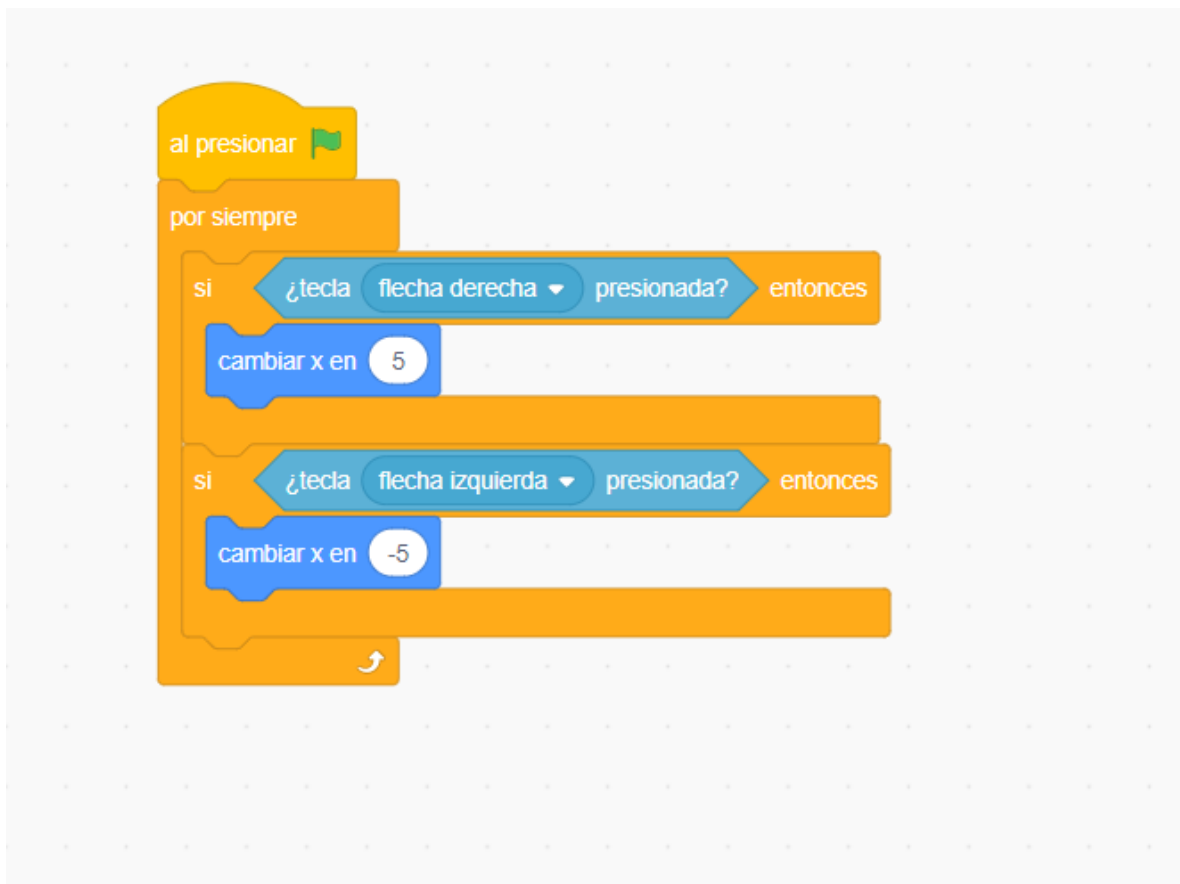 al presionar
por siempre
si ¿tecla flecha derecha presionada? entonces
cambiar x en 5
si ¿tecla flecha izquierda presionada? entonces
cambiar x en -5